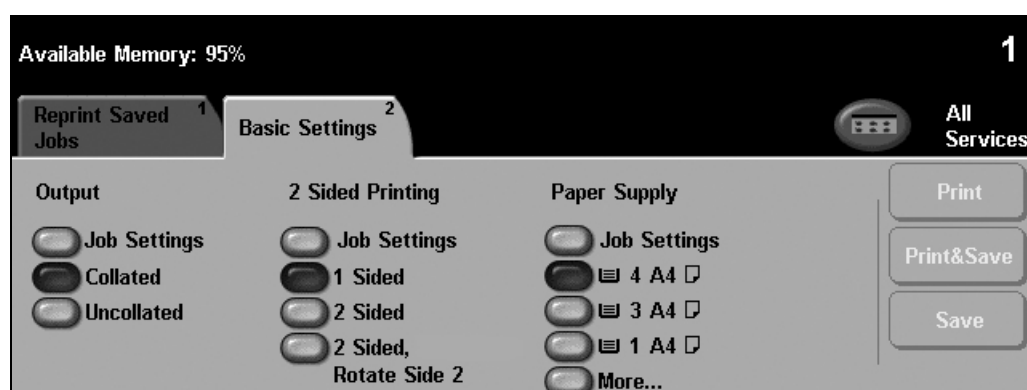 Available Memory: 95%
1
Reprint Saved
Jobs
1
Basic Settings
2
All
Services
Output
Job Settings
Collated
Uncollated
2 Sided Printing
Job Settings
1 Sided
2 Sided
2 Sided,
Rotate Side 2
Paper Supply
Job Settings
4 A4
3 A4
1 A4
More...
Print
Print&Save
Save